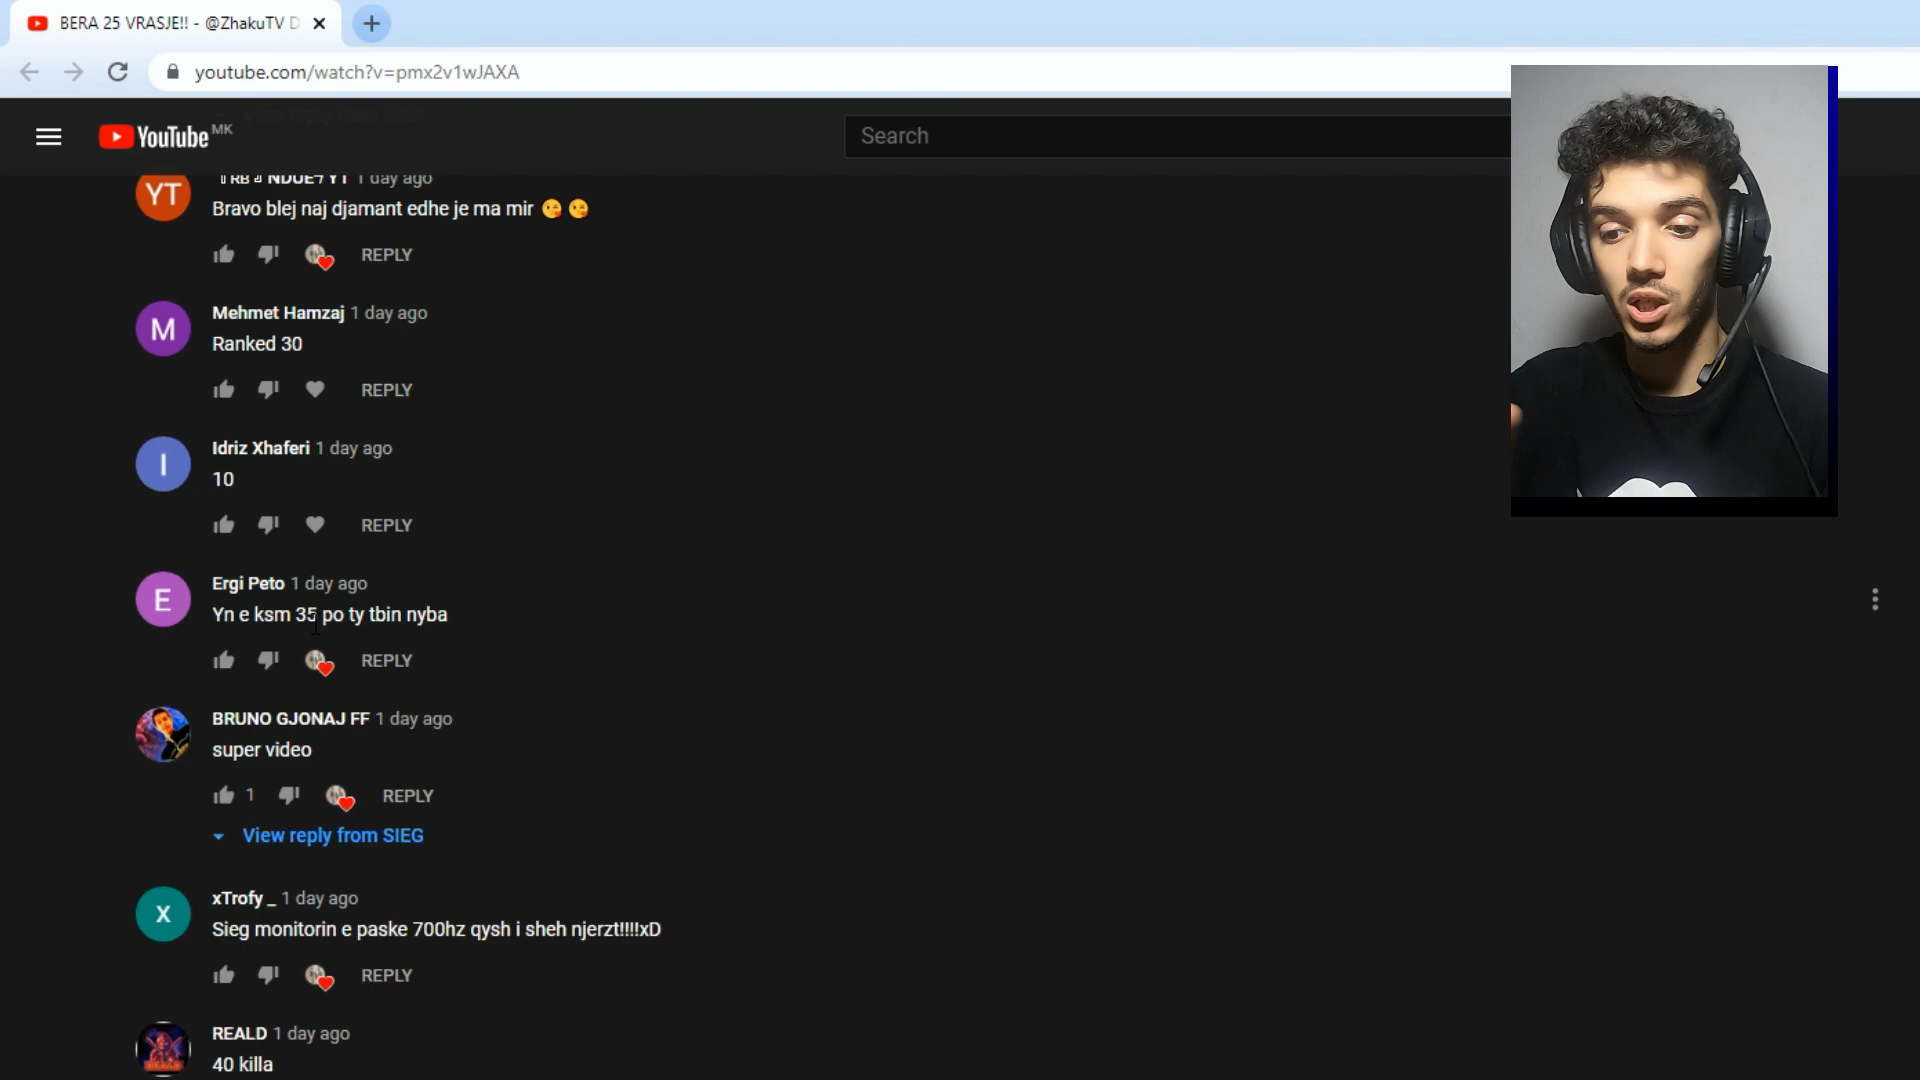 BERA 25 VRASJE!! - @ZhakuTV D
youtube.com/watch?v=pmx2v1wJAXA
YouTube MK
Search
YT
NDUE YT 1 day ago
Bravo blej naj djamant edhe je ma mir 😘 😘
REPLY
M
Mehmet Hamzaj 1 day ago
Ranked 30
REPLY
I
Idriz Xhaferi 1 day ago
10
REPLY
E
Ergi Peto 1 day ago
Yn e ksm 35 po ty tbin nyba
REPLY
BRUNO GJONAJ FF 1 day ago
super video
1 REPLY
View reply from SIEG
X
xTrofy _ 1 day ago
Sieg monitorin e paske 700hz qysh i sheh njerzt!!!!xD
REPLY
REALD 1 day ago
40 killa